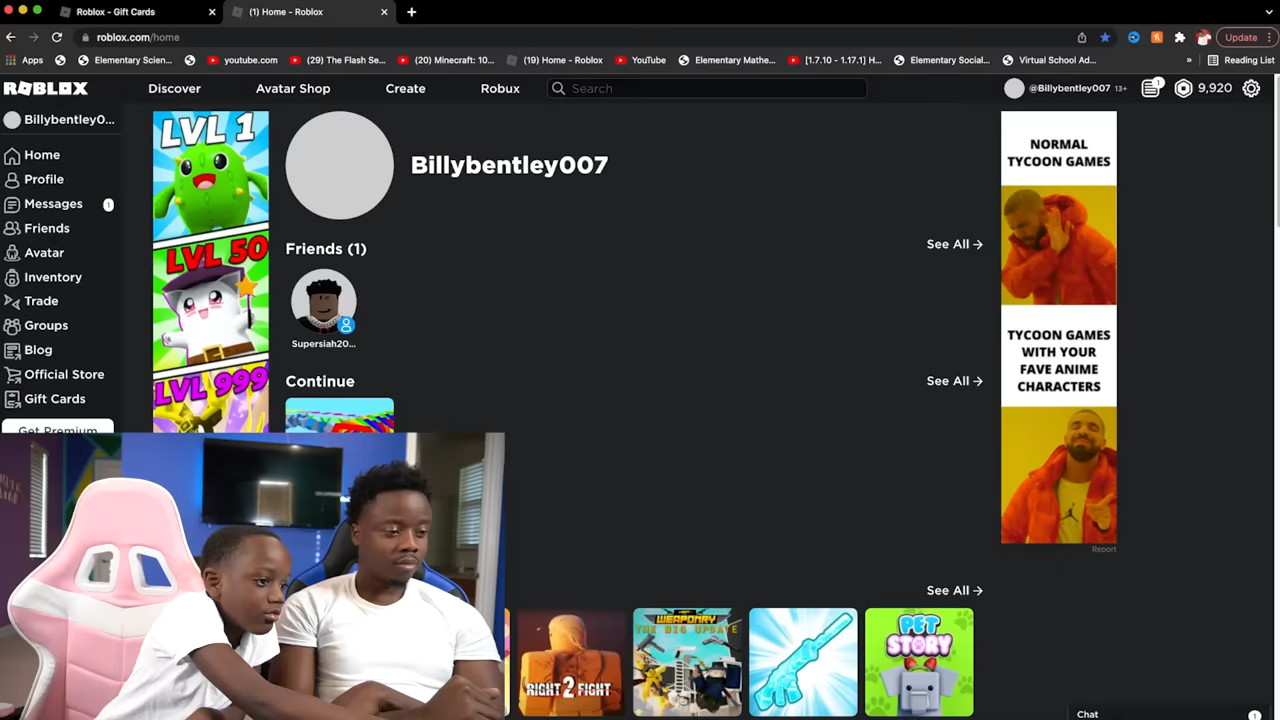 Roblox - Gift Cards
(1) Home - Roblox
roblox.com/home
Update
Apps
Elementary Scien...
youtube.com
(29) The Flash Se...
(20) Minecraft: 10...
(19) Home - Roblox
YouTube
Elementary Mathe...
[1.7.10 - 1.17.1] H...
Elementary Social...
Virtual School Ad...
»
Reading List
ROBLOX
Discover
Avatar Shop
Create
Robux
Search
@Billybentley007 13+
1
9,920
Billybentley0...
Home
Profile
Messages
1
Friends
Avatar
Inventory
Trade
Groups
Blog
Official Store
Gift Cards
Get Premium
LVL 1
LVL 50
LVL 999
Billybentley007
Friends (1)
See All
Supersiah20...
Continue
See All
See All
RIGHT 2 FIGHT
WEAPONRY
THE BIG UPDATE
PET
STORY
NORMAL
TYCOON GAMES
TYCOON GAMES
WITH YOUR
FAVE ANIME
CHARACTERS
Report
Chat
1